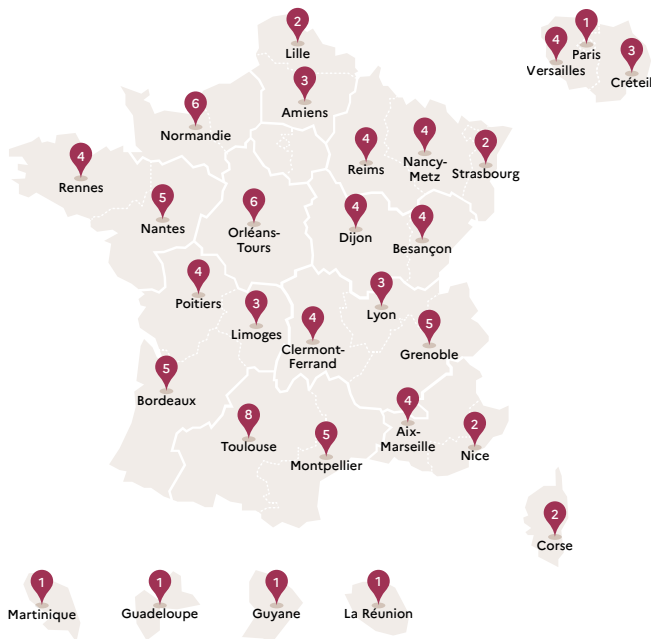 2
Lille
3
Amiens
6
Normandie
4
Versailles
1
Paris
3
Créteil
4
Rennes
4
Reims
4
Nancy-
Metz
2
Strasbourg
5
Nantes
6
Orléans-
Tours
4
Dijon
4
Besançon
4
Poitiers
3
Limoges
4
Clermont-
Ferrand
3
Lyon
5
Grenoble
5
Bordeaux
8
Toulouse
5
Montpellier
4
Aix-
Marseille
2
Nice
2
Corse
1
Martinique
1
Guadeloupe
1
Guyane
1
La Réunion